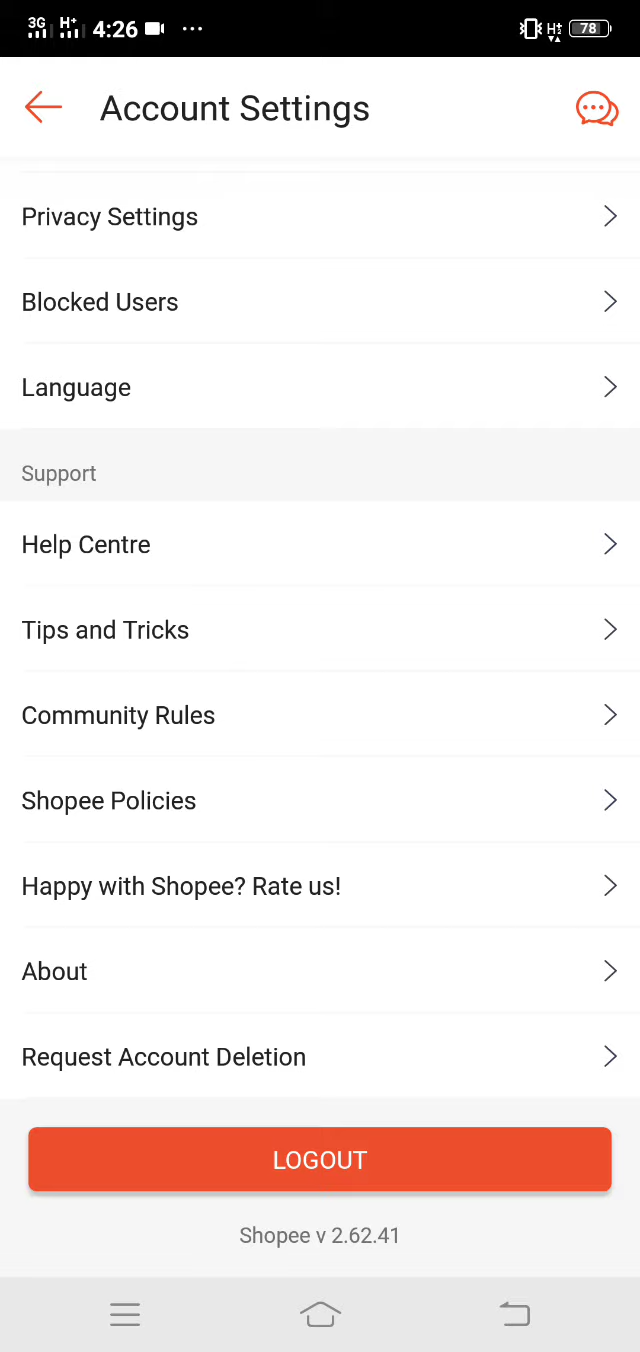 3G H+ 4:26 ... 78
Account Settings
Privacy Settings
Blocked Users
Language
Support
Help Centre
Tips and Tricks
Community Rules
Shopee Policies
Happy with Shopee? Rate us!
About
Request Account Deletion
LOGOUT
Shopee v 2.62.41